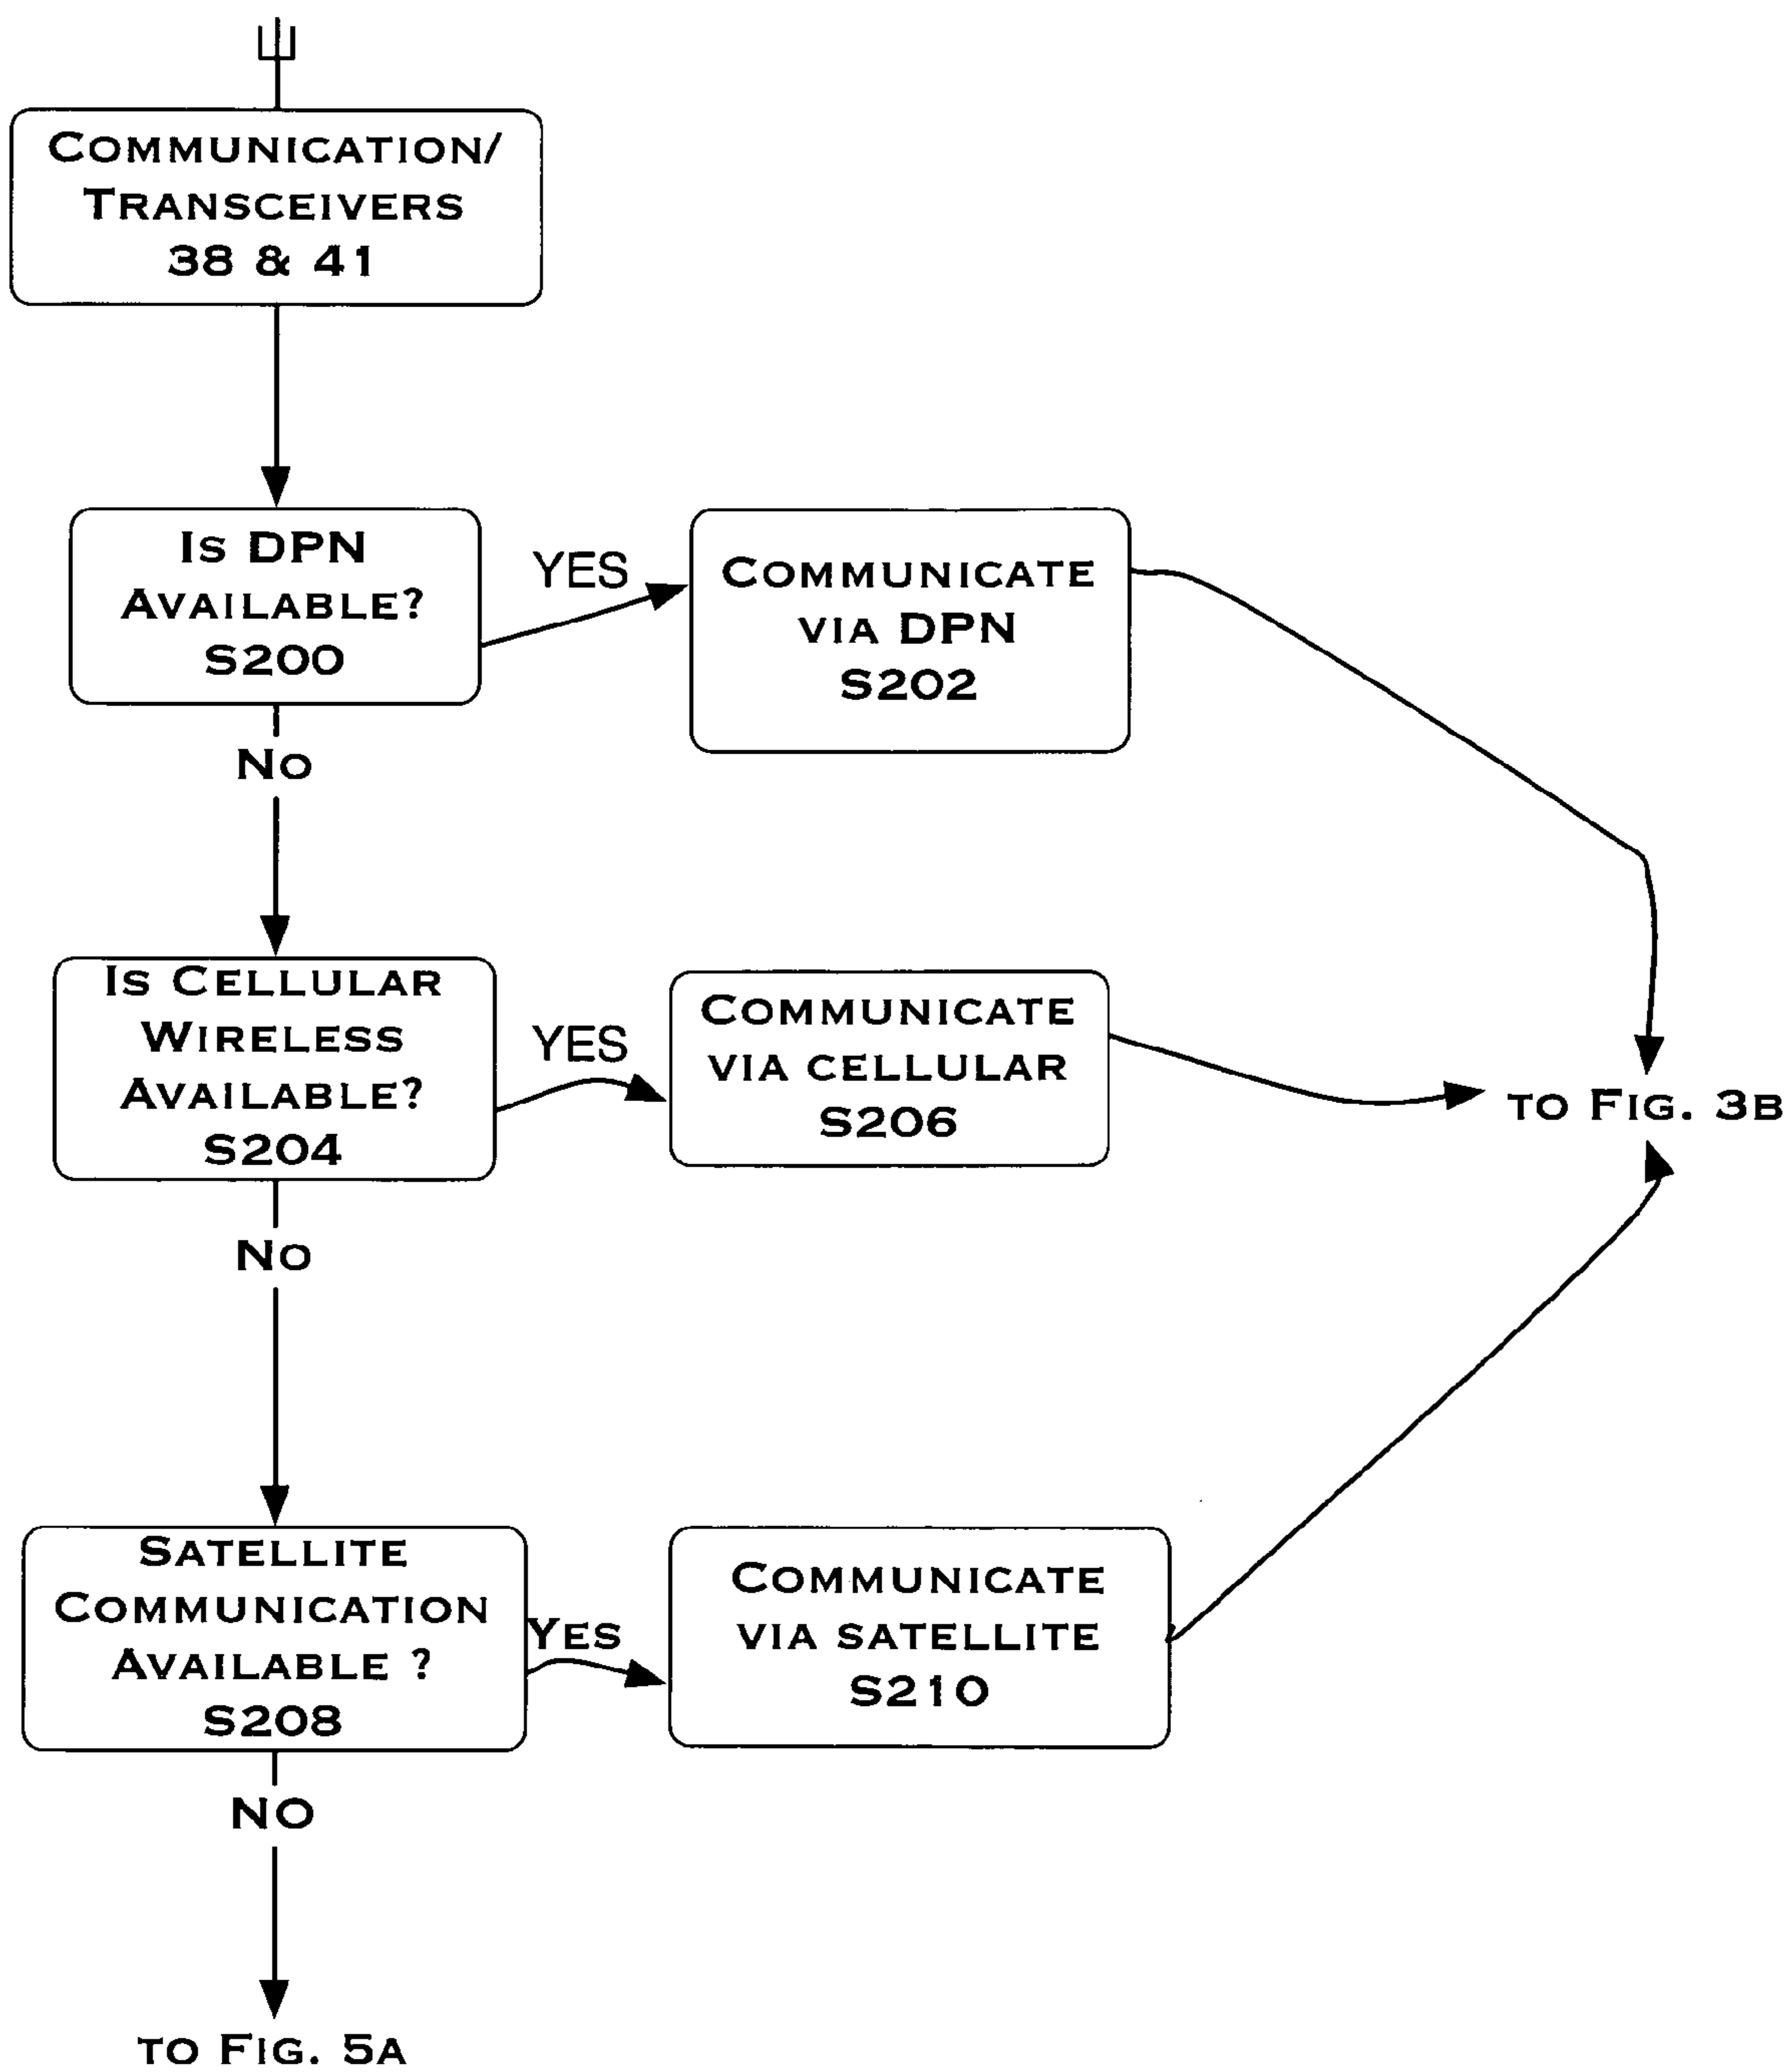 COMMUNICATION/
TRANSCEIVERS
38 & 41
IS DPN
AVAILABLE?
S200
YES
COMMUNICATE
VIA DPN
S202
NO
IS CELLULAR
WIRELESS
AVAILABLE?
S204
YES
COMMUNICATE
VIA CELLULAR
S206
TO FIG. 3B
NO
SATELLITE
COMMUNICATION
AVAILABLE ?
S208
YES
COMMUNICATE
VIA SATELLITE
S210
NO
TO FIG. 5A